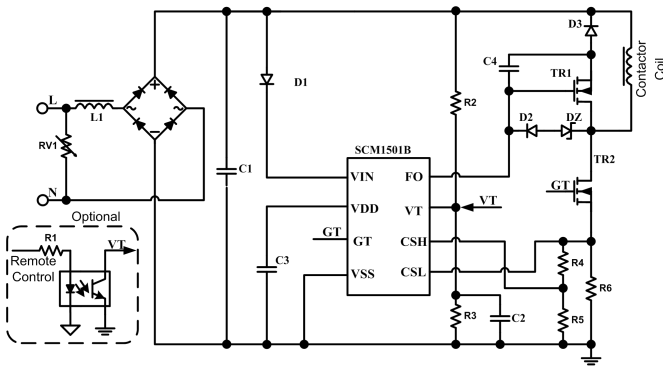 L
L1
RV1
N
+
~
~
−
C1
D1
R2
D3
C4
TR1
Contactor
Coil
D2
DZ
TR2
GT
SCM1501B
VIN
VDD
GT
VSS
FO
VT
CSH
CSL
GT
VT
C3
R3
C2
R4
R5
R6
Optional
R1
VT
Remote
Control